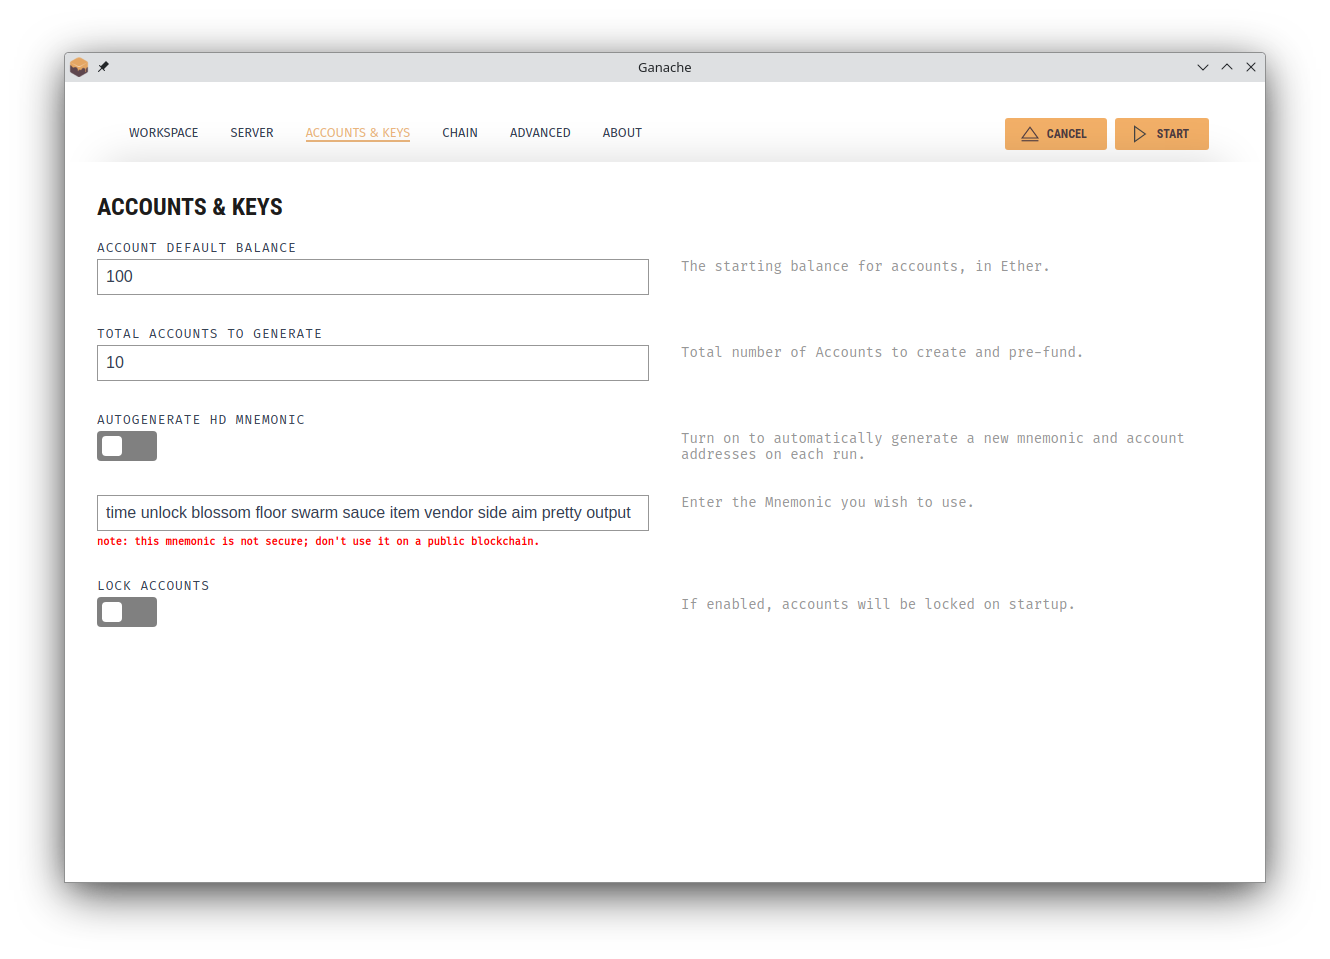 Ganache
WORKSPACE SERVER ACCOUNTS & KEYS CHAIN ADVANCED ABOUT CANCEL START
ACCOUNTS & KEYS
ACCOUNT DEFAULT BALANCE
100
The starting balance for accounts, in Ether.
TOTAL ACCOUNTS TO GENERATE
10
Total number of Accounts to create and pre-fund.
AUTOGENERATE HD MNEMONIC
Turn on to automatically generate a new mnemonic and account
addresses on each run.
time unlock blossom floor swarm sauce item vendor side aim pretty output
Enter the Mnemonic you wish to use.
note: this mnemonic is not secure; don't use it on a public blockchain.
LOCK ACCOUNTS
If enabled, accounts will be locked on startup.